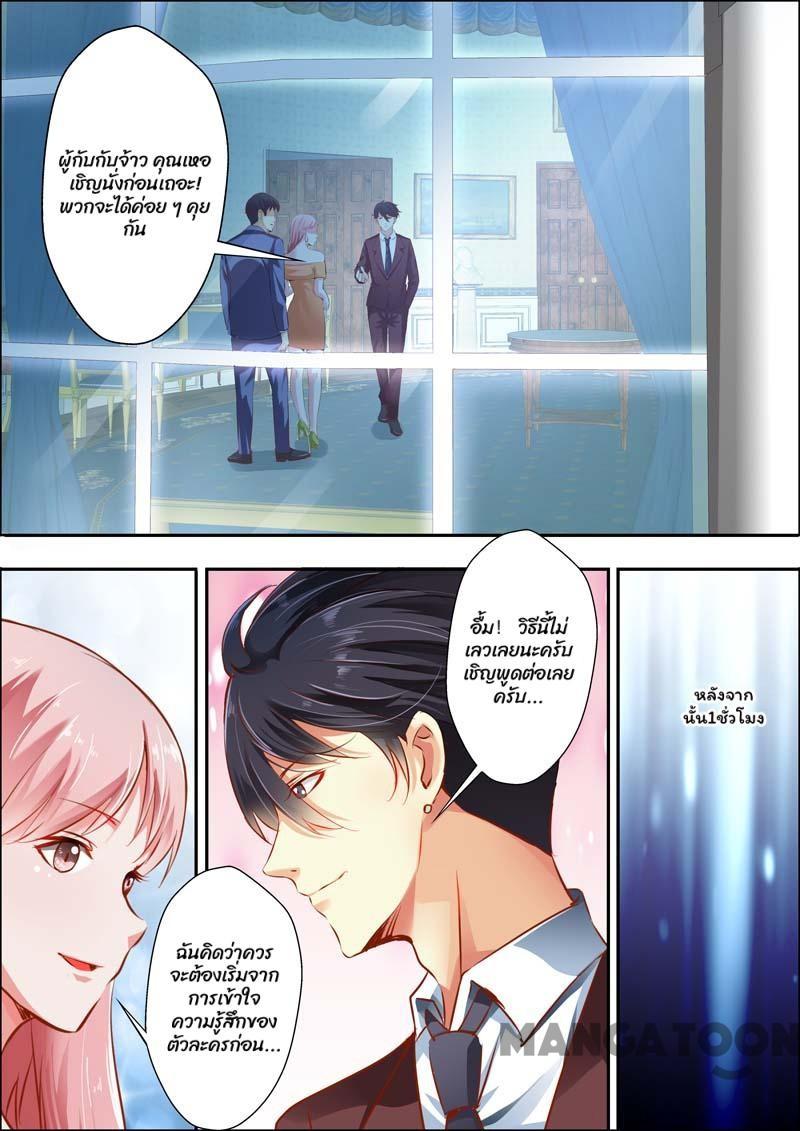 ผู้กับกับจ้าว คุณเหอ
เชิญนั่งก่อนเถอะ!
พวกจะได้ค่อย ๆ คุย
กัน
หลังจาก
นั้น1ชั่วโมง
อื้ม! วิธีนี้ไม่
เลวเลยนะครับ
เชิญพูดต่อเลย
ครับ...
ฉันคิดว่าควร
จะต้องเริ่มจาก
การเข้าใจ
ความรู้สึกของ
ตัวละครก่อน...
MANGATOON